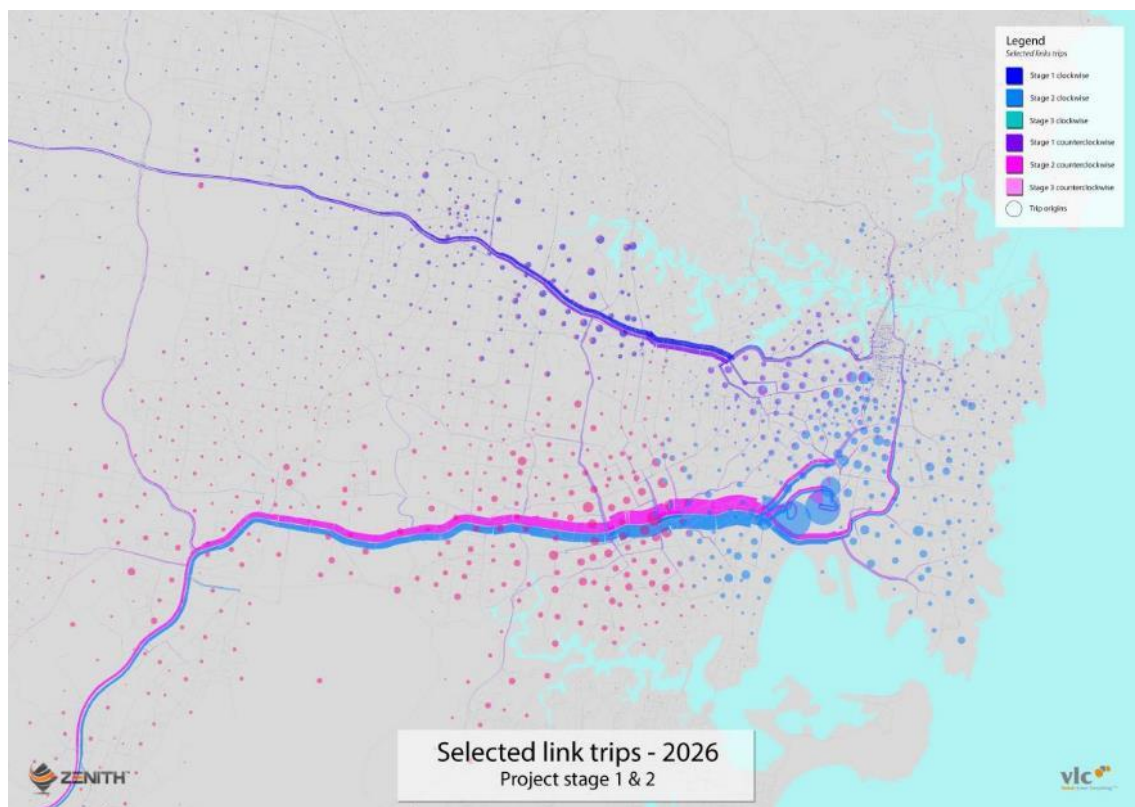 Legend
Selected links trips
Stage 1 clockwise
Stage 2 clockwise
Stage 3 clockwise
Stage 1 counterclockwise
Stage 2 counterclockwise
Stage 3 counterclockwise
Trip origins
Selected link trips - 2026
Project stage 1 & 2
ZENITH™
vlc